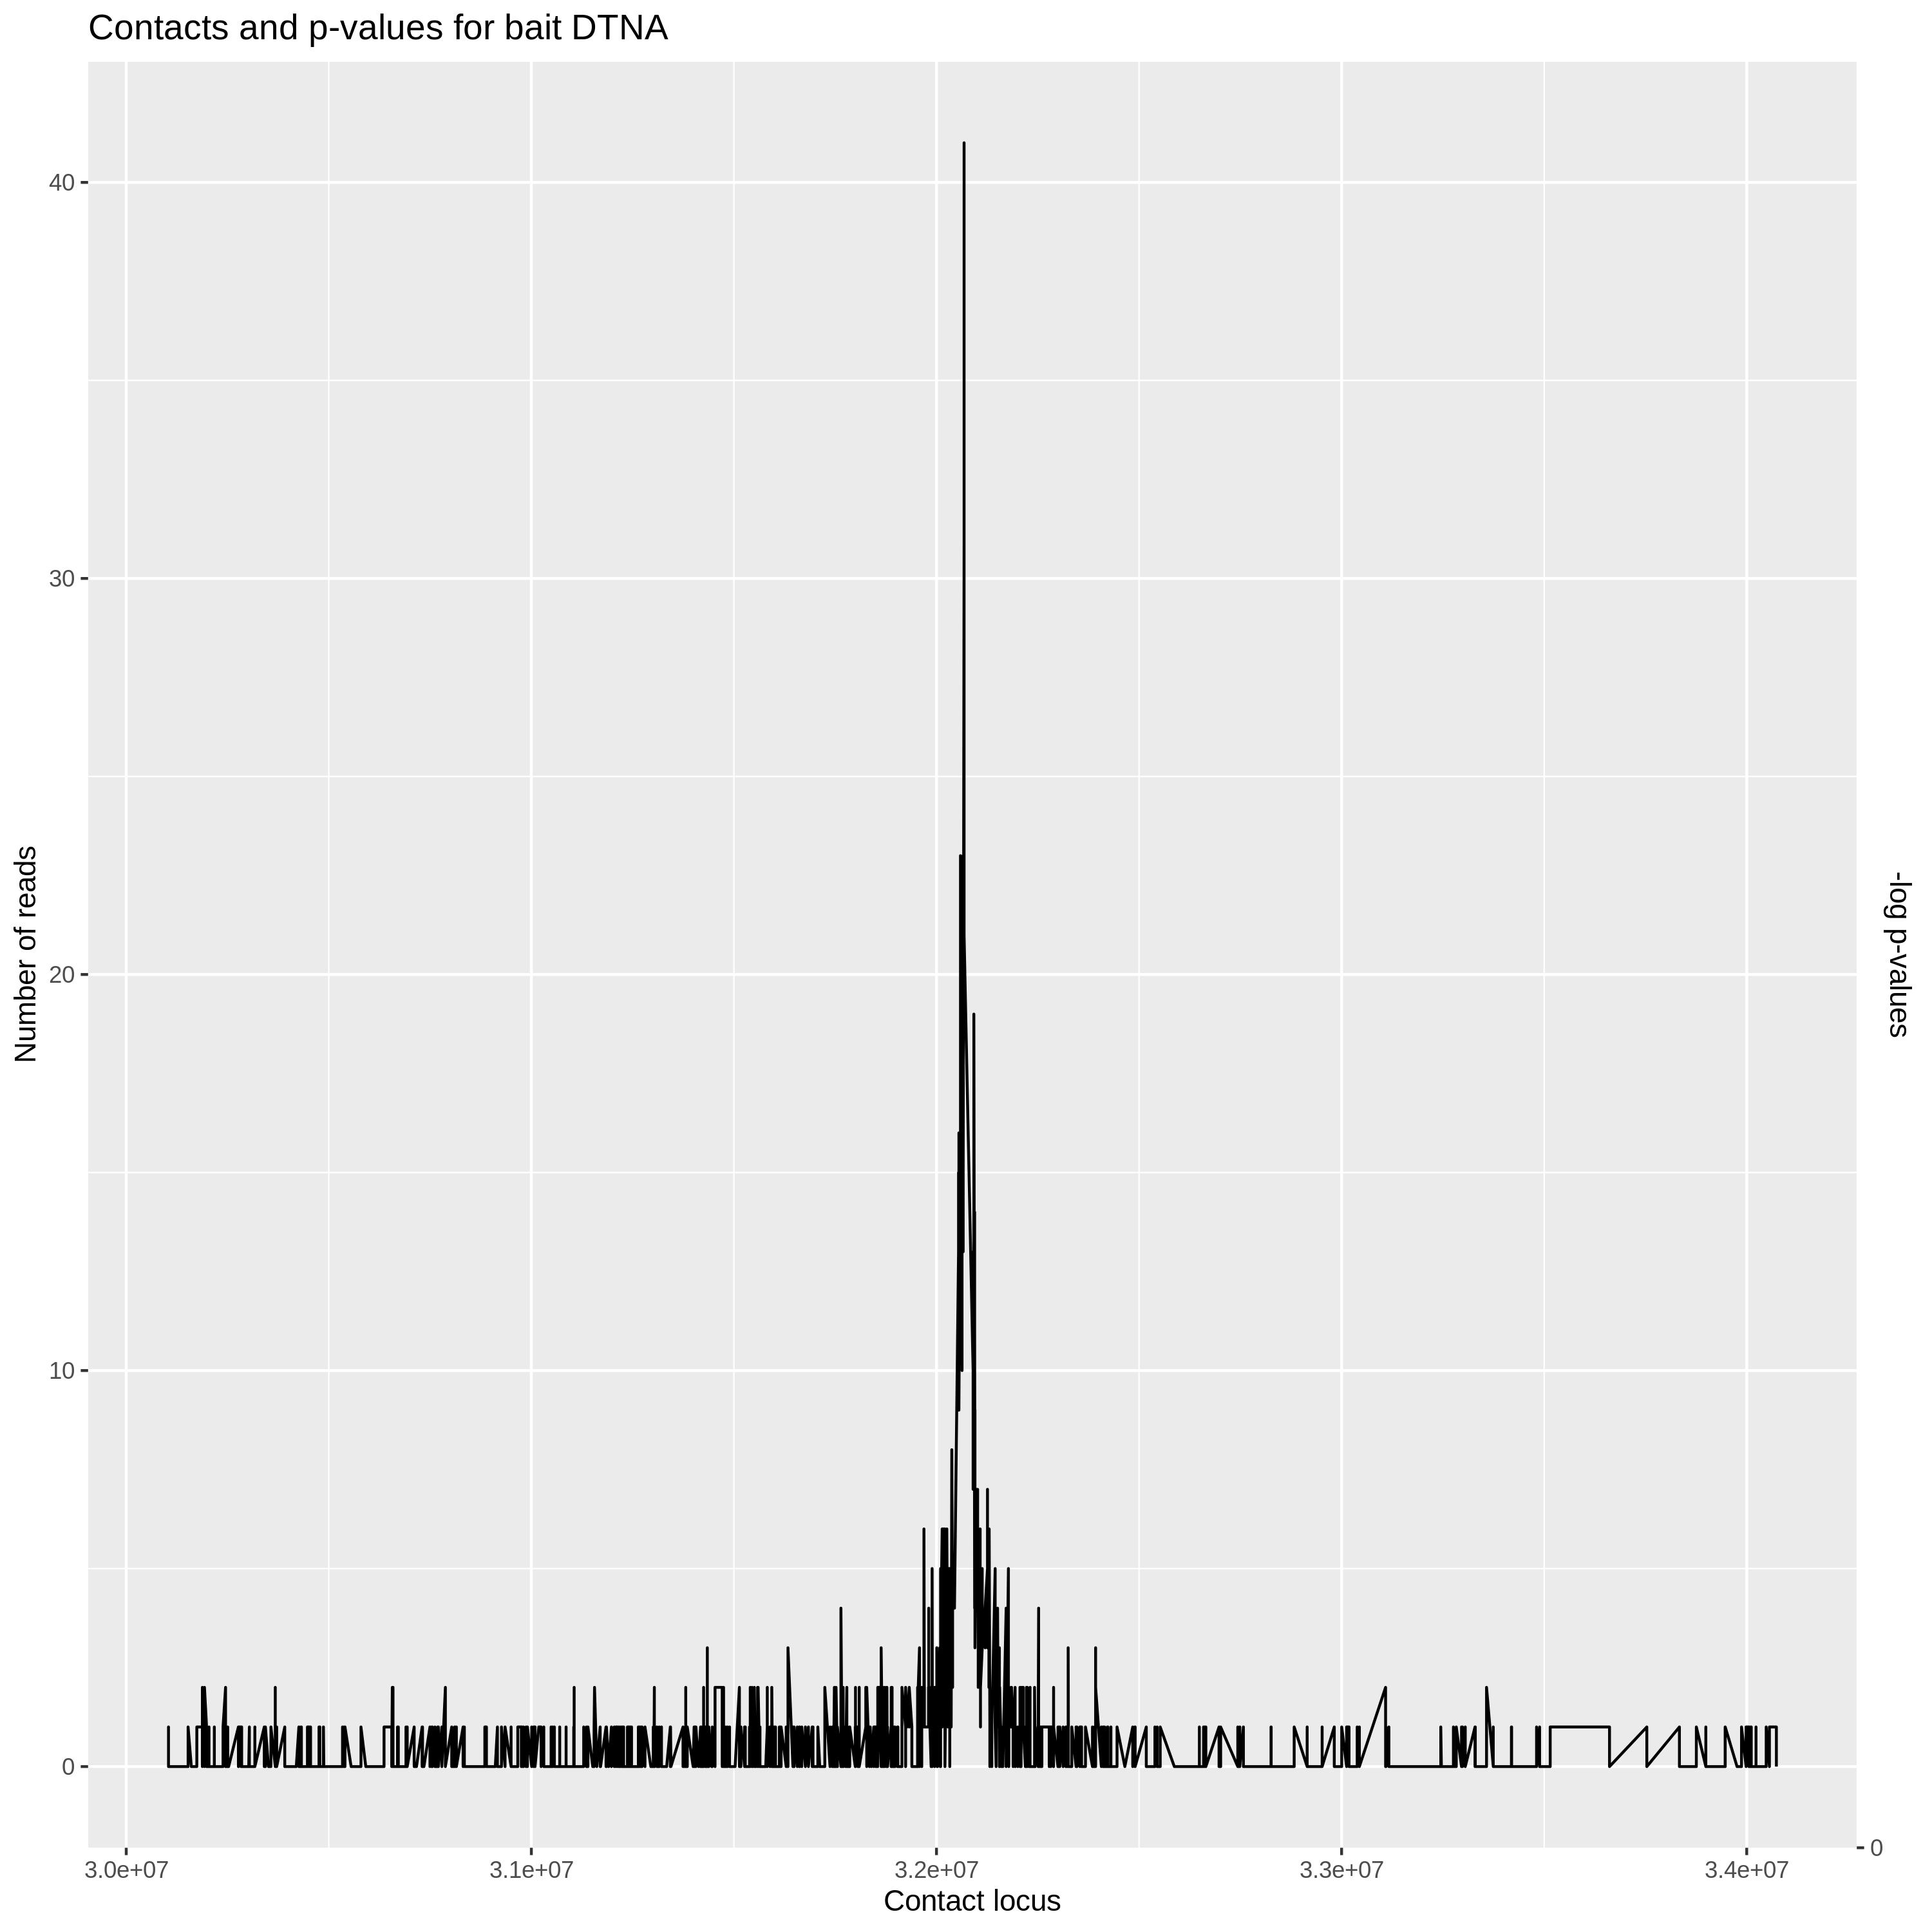 Contacts and p-values for bait DTNA
40
30
20
10
0
Number of reads
-log p-values
0
3.0e+07 3.1e+07 3.2e+07 3.3e+07 3.4e+07
Contact locus